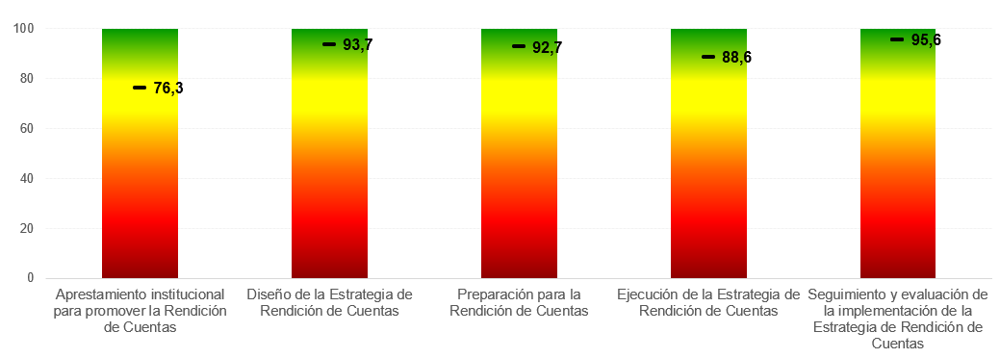 100
80
60
40
20
0
76,3
93,7
92,7
88,6
95,6
Aprestamiento institucional
para promover la Rendición
de Cuentas
Diseño de la Estrategia de
Rendición de Cuentas
Preparación para la
Rendición de Cuentas
Ejecución de la Estrategia de
Rendición de Cuentas
Seguimiento y evaluación de
la implementación de la
Estrategia de Rendición de
Cuentas